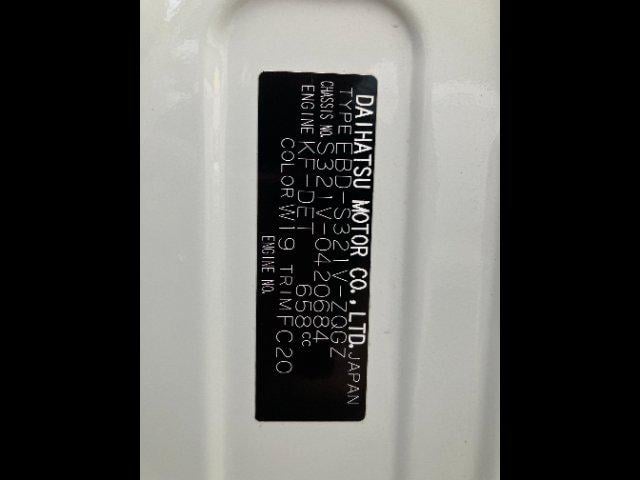 DAIHATSU MOTOR CO.,LTD. JAPAN
TYPE EBD-S321V-ZQGZ
CHASSIS NO. S321V-0420684
ENGINE KF-DET 658cc
COLOR W19 TRIM FC20
ENGINE NO.